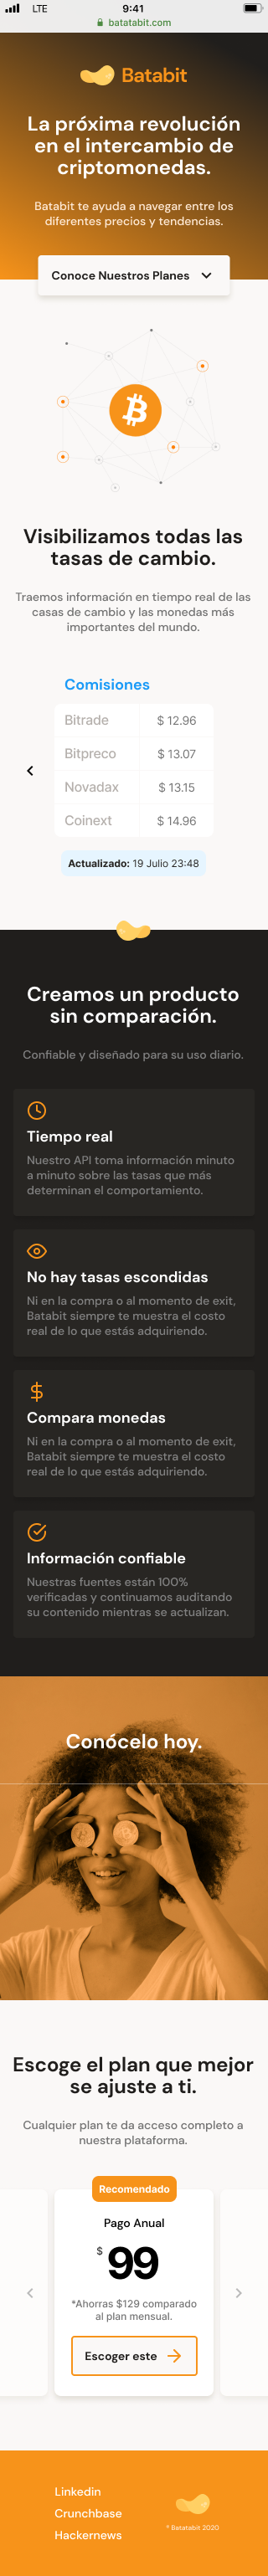 LTE
9:41
batatabit.com
Batabit
La próxima revolución
en el intercambio de
criptomonedas.
Batabit te ayuda a navegar entre los
diferentes precios y tendencias.
Conoce Nuestros Planes
Visibilizamos todas las
tasas de cambio.
Traemos información en tiempo real de las
casas de cambio y las monedas más
importantes del mundo.
Comisiones
Bitrade $ 12.96
Bitpreco $ 13.07
Novadax $ 13.15
Coinext $ 14.96
Actualizado: 19 Julio 23:48
Creamos un producto
sin comparación.
Confiable y diseñado para su uso diario.
Tiempo real
Nuestro API toma información minuto
a minuto sobre las tasas que más
determinan el comportamiento.
No hay tasas escondidas
Ni en la compra o al momento de exit,
Batabit siempre te muestra el costo
real de lo que estás adquiriendo.
Compara monedas
Ni en la compra o al momento de exit,
Batabit siempre te muestra el costo
real de lo que estás adquiriendo.
Información confiable
Nuestras fuentes están 100%
verificadas y continuamos auditando
su contenido mientras se actualizan.
Conócelo hoy.
Escoge el plan que mejor
se ajuste a ti.
Cualquier plan te da acceso completo a
nuestra plataforma.
Recomendado
Pago Anual
$ 99
*Ahorras $129 comparado
al plan mensual.
Escoger este
Linkedin
Crunchbase
Hackernews
® Batatabit 2020